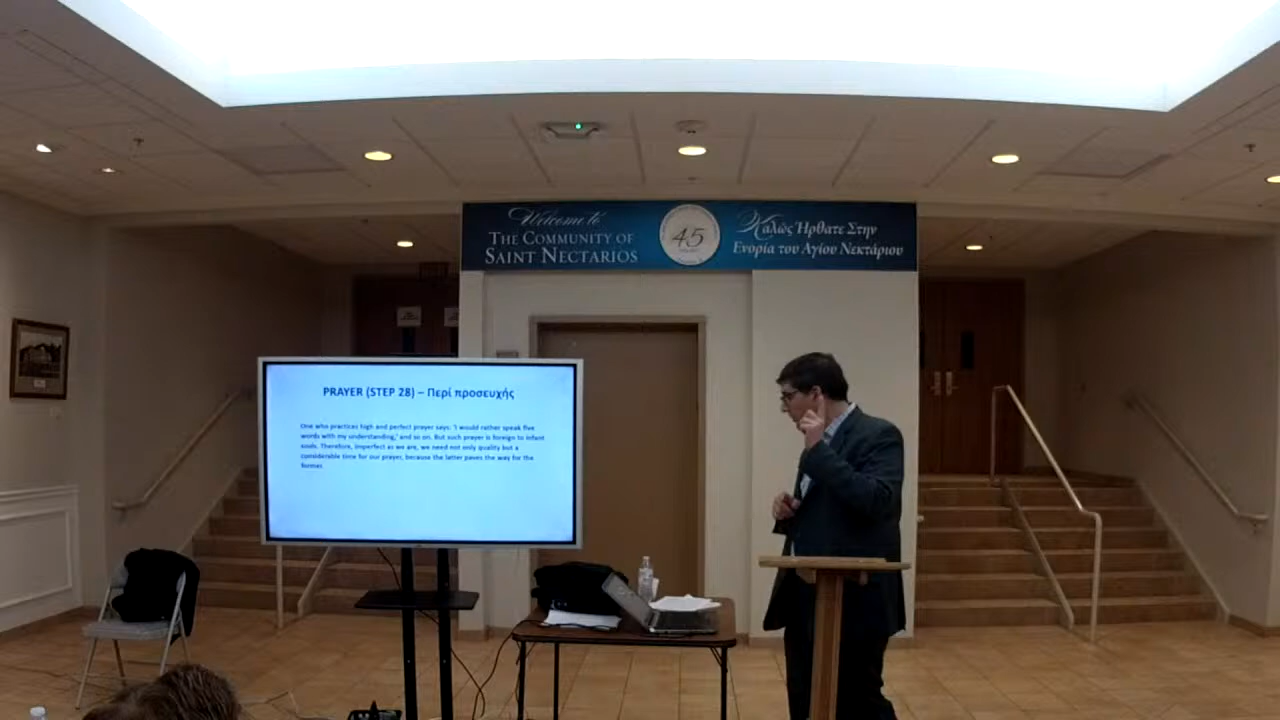 Welcome to
THE COMMUNITY OF
SAINT NECTARIOS
45
Καλῶς Ἤρθατε Στην
Ενορία του Αγίου Νεκτάριου
PRAYER (STEP 28) – Περί προσευχής
One who practices high and perfect prayer says: 'I would rather speak five
words with my understanding,' and so on. But such prayer is foreign to infant
souls. Therefore, imperfect as we are, we need not only quality but a
considerable time for our prayer, because the latter paves the way for the
former.